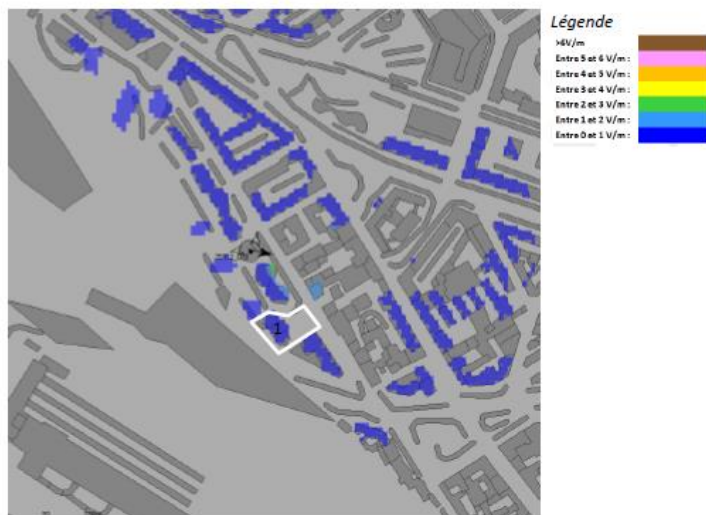 Légende
>6V/m
Entre 5 et 6 V/m :
Entre 4 et 5 V/m :
Entre 3 et 4 V/m :
Entre 2 et 3 V/m :
Entre 1 et 2 V/m :
Entre 0 et 1 V/m :
1